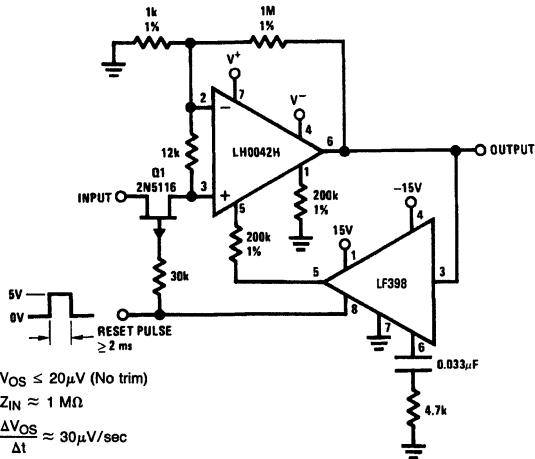 1k
1%
1M
1%
V+
7
2
−
V−
4
12k
LH0042H
6
OUTPUT
Q1
2N5116
INPUT
3
+
1
5
200k
1%
−15V
200k
1%
15V
4
1
5
3
LF398
30k
8
5V
0V
RESET PULSE
≥ 2 ms
7
6
0.033μF
4.7k
VOS ≤ 20μV (No trim)
ZIN ≈ 1 MΩ
ΔVOS
Δt
≈ 30μV/sec